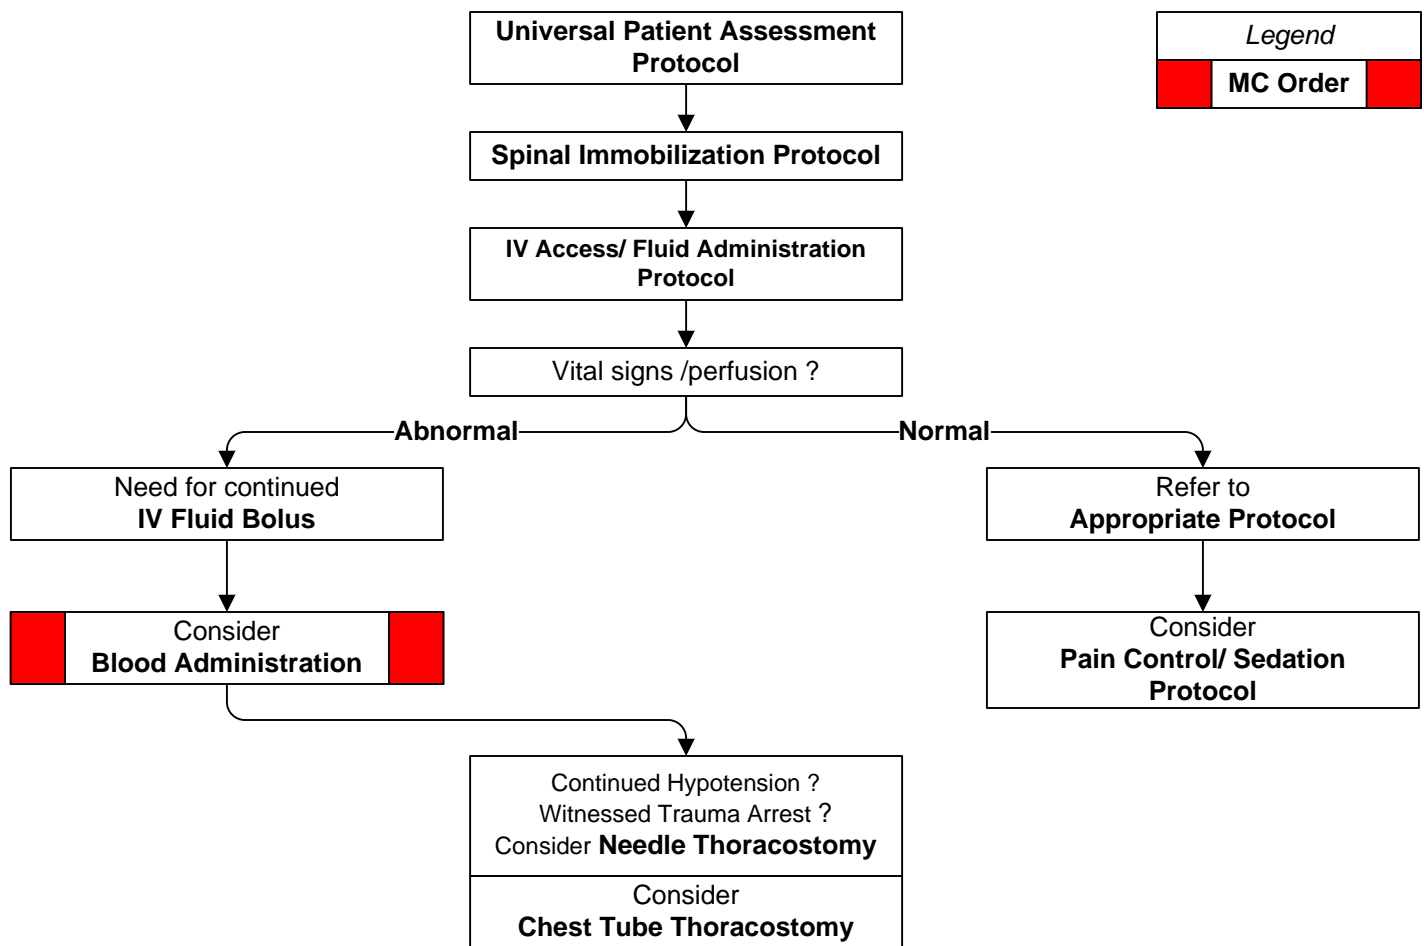 Universal Patient Assessment
Protocol
Legend
MC Order
Spinal Immobilization Protocol
IV Access/ Fluid Administration
Protocol
Vital signs /perfusion ?
Abnormal
Normal
Need for continued
IV Fluid Bolus
Refer to
Appropriate Protocol
Consider
Blood Administration
Consider
Pain Control/ Sedation
Protocol
Continued Hypotension ?
Witnessed Trauma Arrest ?
Consider Needle Thoracostomy
Consider
Chest Tube Thoracostomy